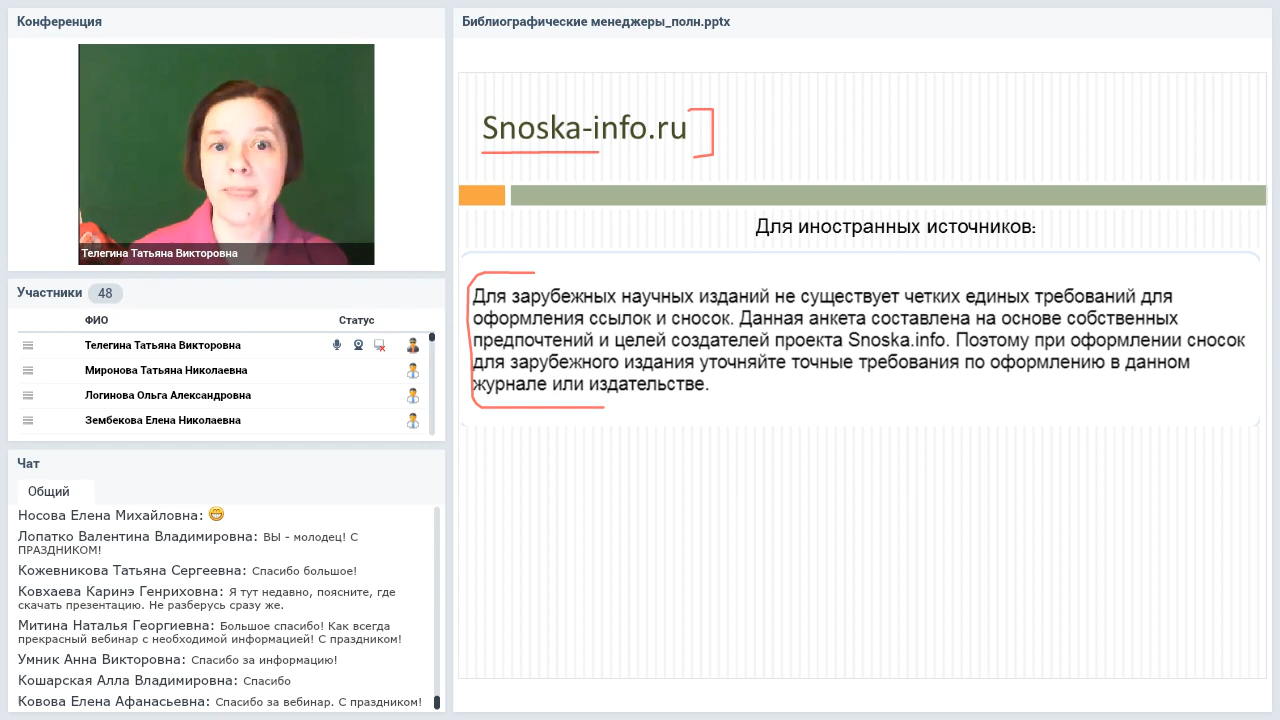 Конференция
Телегина Татьяна Викторовна
Участники 48
ФИО Статус
Телегина Татьяна Викторовна
Миронова Татьяна Николаевна
Логинова Ольга Александровна
Зембекова Елена Николаевна
Чат
Общий
Носова Елена Михайловна:
Лопатко Валентина Владимировна: ВЫ - молодец! С
ПРАЗДНИКОМ!
Кожевникова Татьяна Сергеевна: Спасибо большое!
Ковхаева Каринэ Генриховна: Я тут недавно, поясните, где
скачать презентацию. Не разберусь сразу же.
Митина Наталья Георгиевна: Большое спасибо! Как всегда
прекрасный вебинар с необходимой информацией! С праздником!
Умник Анна Викторовна: Спасибо за информацию!
Кошарская Алла Владимировна: Спасибо
Ковова Елена Афанасьевна: Спасибо за вебинар. С праздником!
Библиографические менеджеры_полн.pptx
Snoska-info.ru
Для иностранных источников:
Для зарубежных научных изданий не существует четких единых требований для
оформления ссылок и сносок. Данная анкета составлена на основе собственных
предпочтений и целей создателей проекта Snoska.info. Поэтому при оформлении сносок
для зарубежного издания уточняйте точные требования по оформлению в данном
журнале или издательстве.